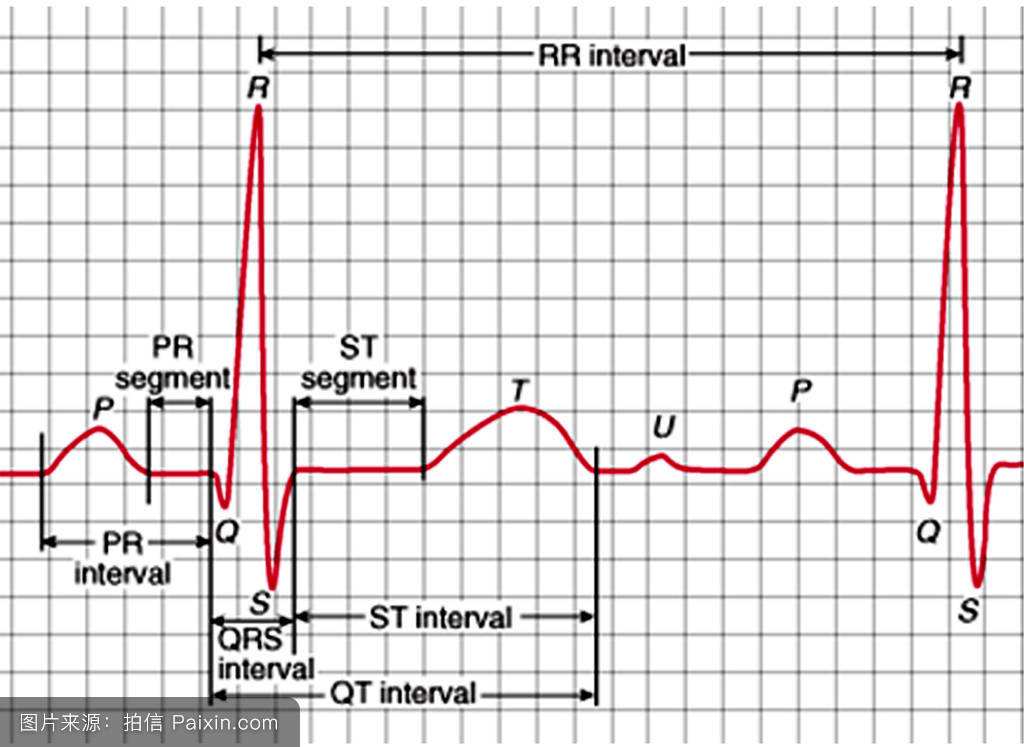 RR interval
R
R
PR
segment
ST
segment
P
T
U
P
Q
Q
PR
interval
S
S
ST interval
QRS
interval
QT interval
图片来源：拍信 Paixin.com